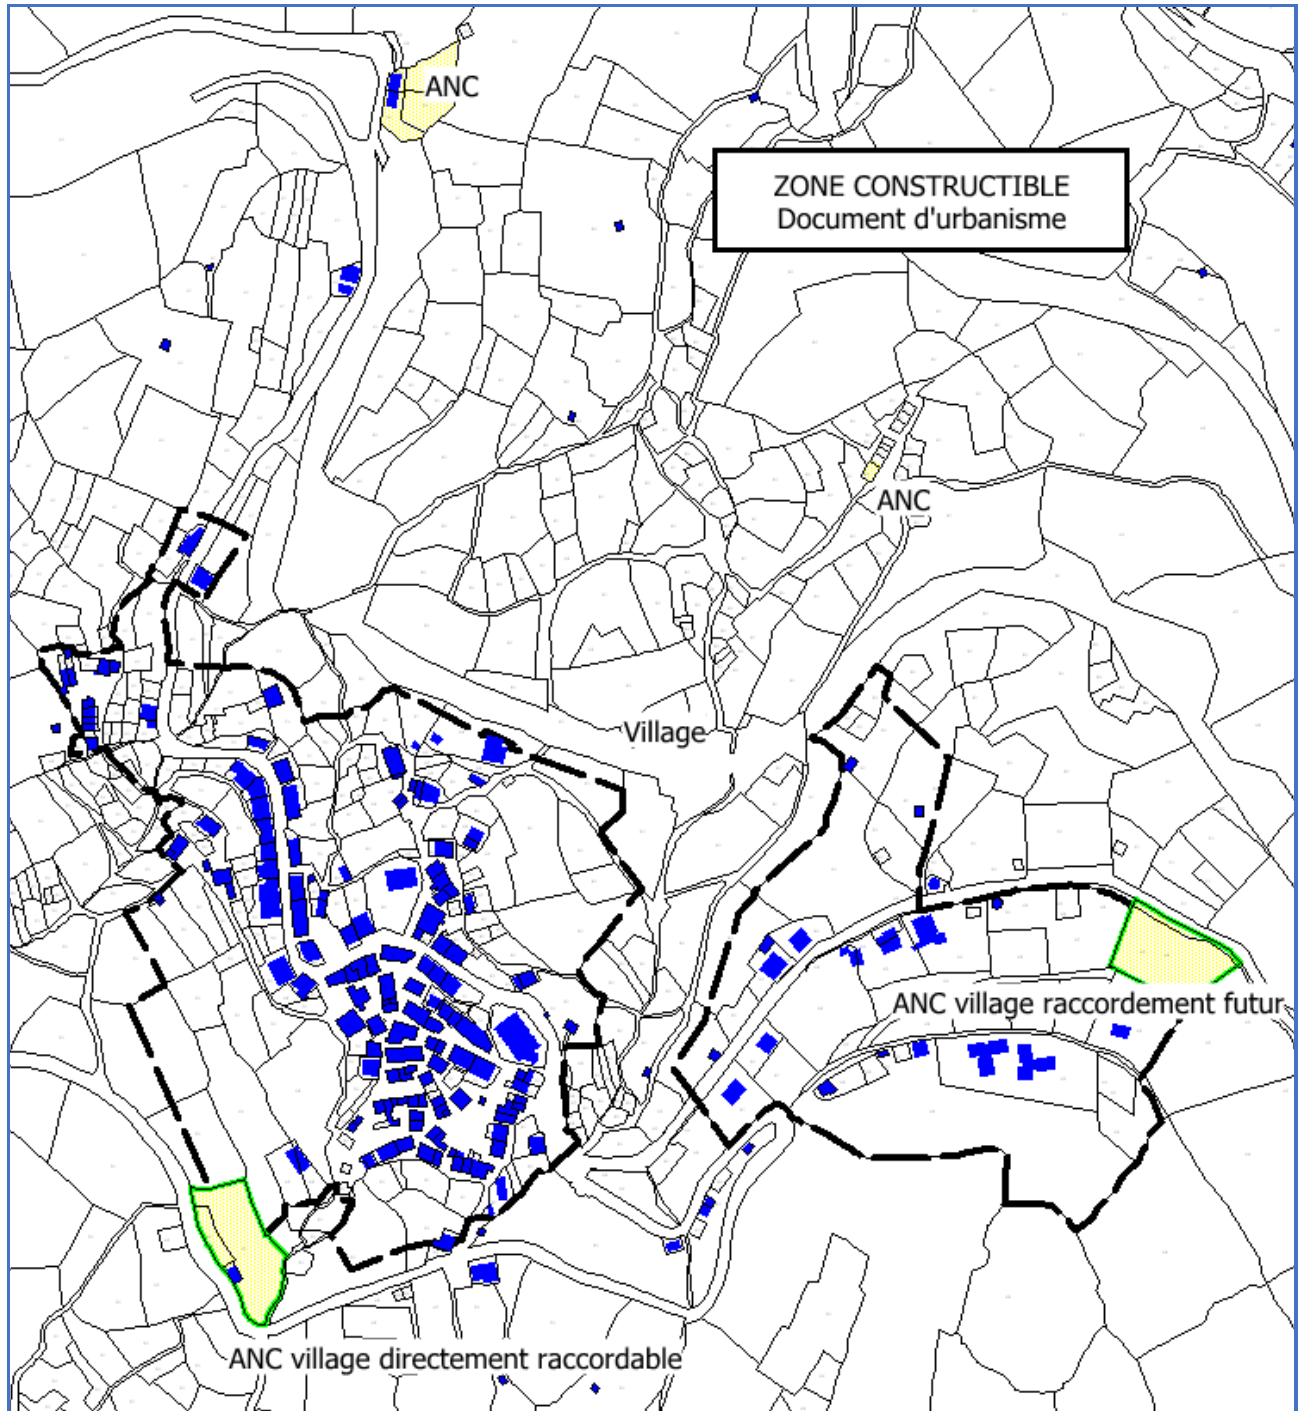 ANC
ZONE CONSTRUCTIBLE
Document d'urbanisme
ANC
Village
ANC village raccordement futur
ANC village directement raccordable